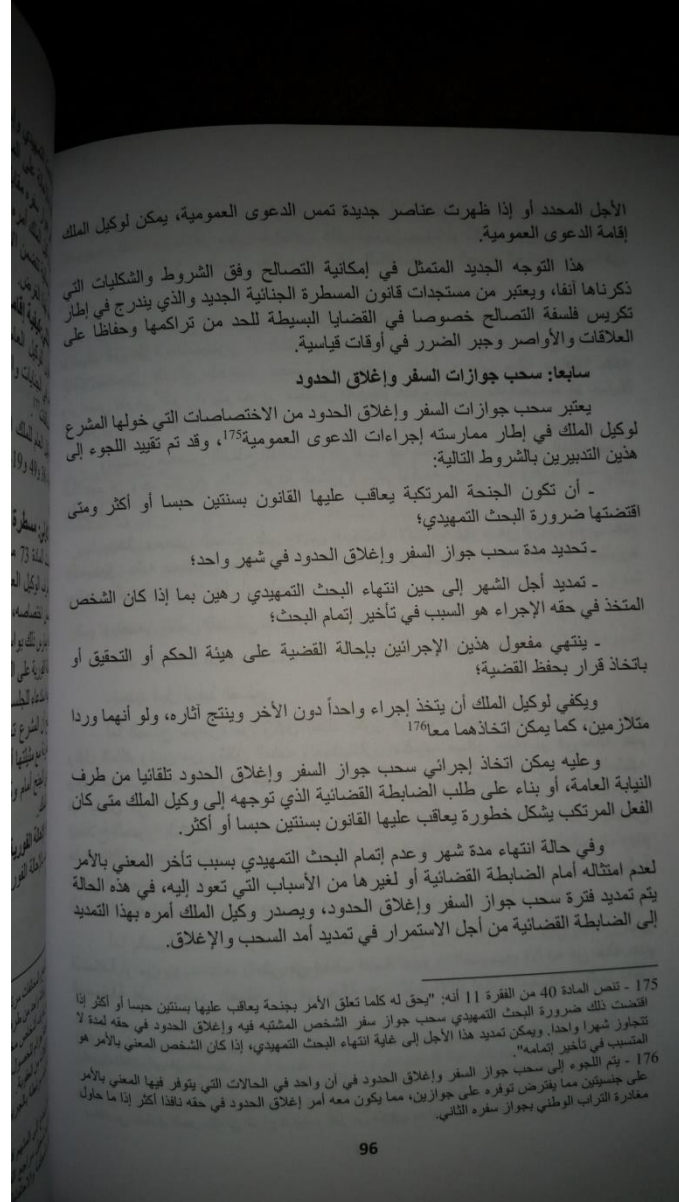 الأجل المحدد أو إذا ظهرت عناصر جديدة تمس الدعوى العمومية، يمكن لوكيل الملك
إقامة الدعوى العمومية.
هذا التوجه الجديد المتمثل في إمكانية التصالح وفق الشروط والشكليات التي
ذكرناها آنفا، ويعتبر من مستجدات قانون المسطرة الجنائية الجديد والذي يندرج في إطار
تكريس فلسفة التصالح خصوصا في القضايا البسيطة للحد من تراكمها وحفاظا على
العلاقات والأواصر وجبر الضرر في أوقات قياسية.
سابعا: سحب جوازات السفر وإغلاق الحدود
يعتبر سحب جوازات السفر وإغلاق الحدود من الاختصاصات التي خولها المشرع
لوكيل الملك في إطار ممارسته إجراءات الدعوى العمومية175، وقد تم تقييد اللجوء إلى
هذين التدبيرين بالشروط التالية:
ـ أن تكون الجنحة المرتكبة يعاقب عليها القانون بسنتين حبسا أو أكثر ومتى
اقتضتها ضرورة البحث التمهيدي؛
ـ تحديد مدة سحب جواز السفر وإغلاق الحدود في شهر واحد؛
ـ تمديد أجل الشهر إلى حين انتهاء البحث التمهيدي رهين بما إذا كان الشخص
المتخذ في حقه الإجراء هو السبب في تأخير إتمام البحث؛
ـ ينتهي مفعول هذين الإجرائين بإحالة القضية على هيئة الحكم أو التحقيق أو
باتخاذ قرار بحفظ القضية؛
ويكفي لوكيل الملك أن يتخذ إجراء واحداً دون الأخر وينتج آثاره، ولو أنهما وردا
متلازمين، كما يمكن اتخاذهما معا176
وعليه يمكن اتخاذ إجرائي سحب جواز السفر وإغلاق الحدود تلقائيا من طرف
النيابة العامة، أو بناء على طلب الضابطة القضائية الذي توجهه إلى وكيل الملك متى كان
الفعل المرتكب يشكل خطورة يعاقب عليها القانون بسنتين حبسا أو أكثر.
وفي حالة انتهاء مدة شهر وعدم إتمام البحث التمهيدي بسبب تأخر المعني بالأمر
لعدم امتثاله أمام الضابطة القضائية أو لغيرها من الأسباب التي تعود إليه، في هذه الحالة
يتم تمديد فترة سحب جواز السفر وإغلاق الحدود، ويصدر وكيل الملك أمره بهذا التمديد
إلى الضابطة القضائية من أجل الاستمرار في تمديد أمد السحب والإغلاق.
175 - تنص المادة 40 من الفقرة 11 أنه: "يحق له كلما تعلق الأمر بجنحة يعاقب عليها بسنتين حبسا أو أكثر إذا
اقتضت ذلك ضرورة البحث التمهيدي سحب جواز سفر الشخص المشتبه فيه وإغلاق الحدود في حقه لمدة لا
تتجاوز شهرا واحدا. ويمكن تمديد هذا الأجل إلى غاية انتهاء البحث التمهيدي، إذا كان الشخص المعني بالأمر هو
المتسبب في تأخير إتمامه".
176 - يتم اللجوء إلى سحب جواز السفر وإغلاق الحدود في آن واحد في الحالات التي يتوفر فيها المعني بالأمر
على جنسيتين مما يفترض توفره على جوازين، مما يكون معه أمر إغلاق الحدود في حقه نافذا أكثر إذا ما حاول
مغادرة التراب الوطني بجواز سفره الثاني.
96